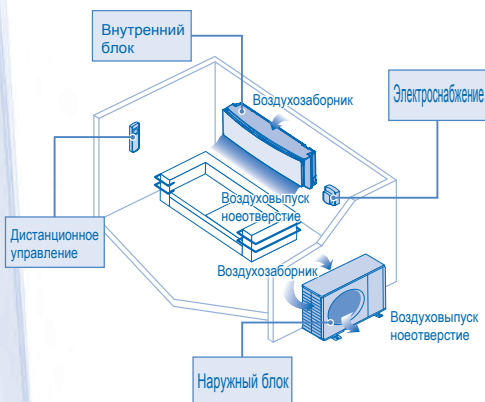 Внутренний
блок
Воздухозаборник
Электроснабжение
Воздуховыпуск
ноеотверстие
Дистанционное
управление
Воздухозаборник
Воздуховыпуск
ноеотверстие
Наружный блок